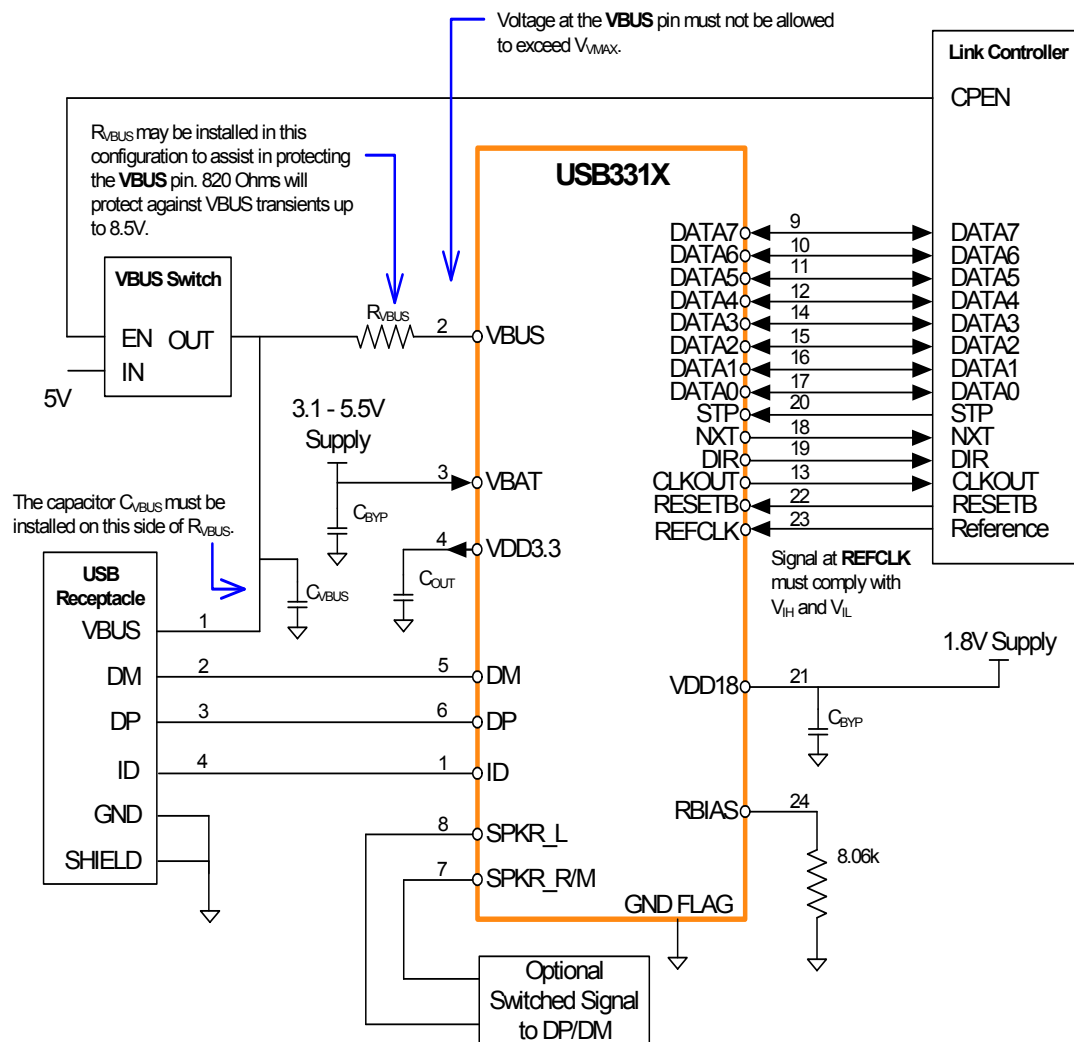 Voltage at the VBUS pin must not be allowed
to exceed VVMAX.
Link Controller
CPEN
RVBUS may be installed in this
configuration to assist in protecting
the VBUS pin. 820 Ohms will
protect against VBUS transients up
to 8.5V.
USB331X
VBUS Switch
EN OUT
IN
5V
RVBUS
2
VBUS
DATA7 9 DATA7
DATA6 10 DATA6
DATA5 11 DATA5
DATA4 12 DATA4
DATA3 14 DATA3
DATA2 15 DATA2
DATA1 16 DATA1
DATA0 17 DATA0
STP 20 STP
NXT 18 NXT
DIR 19 DIR
CLKOUT 13 CLKOUT
RESETB 22 RESETB
REFCLK 23 Reference
3.1 - 5.5V
Supply
3 VBAT
CBYP
4 VDD3.3
COUT
Signal at REFCLK
must comply with
VIH and VIL
The capacitor CVBUS must be
installed on this side of RVBUS.
CVBUS
USB
Receptacle
VBUS 1
DM 2 5 DM
DP 3 6 DP
ID 4 1 ID
GND
SHIELD
1.8V Supply
VDD18 21
CBYP
RBIAS 24
8.06k
8 SPKR_L
7 SPKR_R/M
GND FLAG
Optional
Switched Signal
to DP/DM